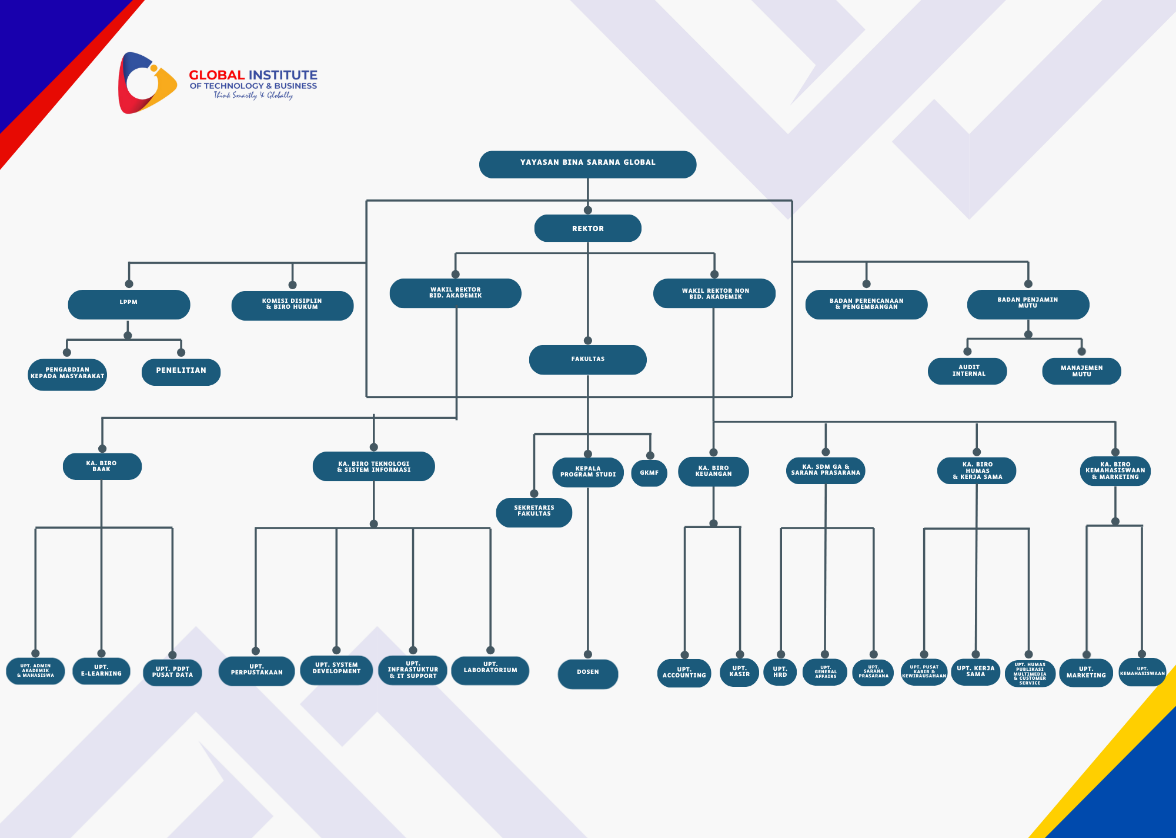 GLOBAL INSTITUTE
OF TECHNOLOGY & BUSINESS
Think Smartly & Globally
YAYASAN BINA SARANA GLOBAL
REKTOR
WAKIL REKTOR
BID. AKADEMIK
WAKIL REKTOR NON
BID. AKADEMIK
LPPM
KOMISI DISIPLIN
& BIRO HUKUM
BADAN PERENCANAAN
& PENGEMBANGAN
BADAN PENJAMIN
MUTU
FAKULTAS
PENGABDIAN
KEPADA MASYARAKAT
PENELITIAN
AUDIT
INTERNAL
MANAJEMEN
MUTU
KA. BIRO
BAAK
KA. BIRO TEKNOLOGI
& SISTEM INFORMASI
KEPALA
PROGRAM STUDI
GKMF
KA. BIRO
KEUANGAN
KA. SDM GA &
SARANA PRASARANA
KA. BIRO
HUMAS
& KERJA SAMA
KA. BIRO
KEMAHASISWAAN
& MARKETING
SEKRETARIS
FAKULTAS
UPT. ADMIN
AKADEMIK
& MAHASISWA
UPT.
E-LEARNING
UPT. PDPT
PUSAT DATA
UPT.
PERPUSTAKAAN
UPT. SYSTEM
DEVELOPMENT
UPT.
INFRASTUKTUR
& IT SUPPORT
UPT.
LABORATORIUM
DOSEN
UPT.
ACCOUNTING
UPT.
KASIR
UPT.
HRD
UPT.
GENERAL
AFFAIRS
UPT.
SARANA
PRASARANA
UPT. PUSAT
KARIR &
KEWIRAUSAHAAN
UPT. KERJA
SAMA
UPT. HUMAS
PUBLIKASI
MULTIMEDIA
& CUSTOMER
SERVICE
UPT.
MARKETING
UPT.
KEMAHASISWAAN